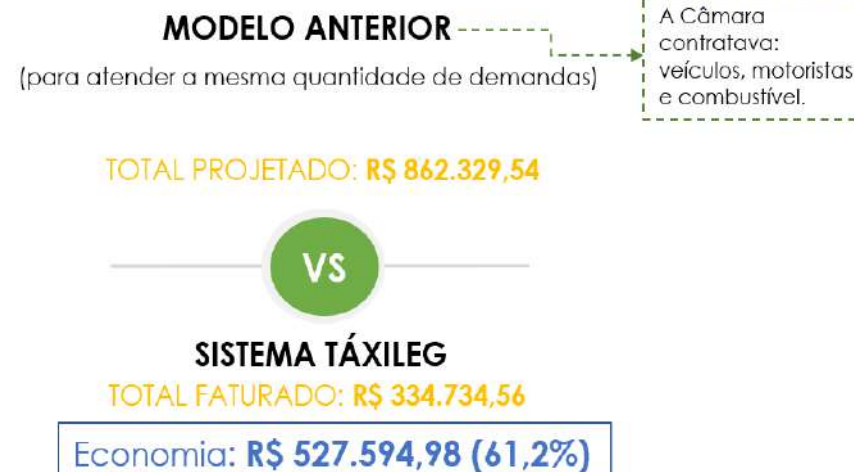 MODELO ANTERIOR
(para atender a mesma quantidade de demandas)
A Câmara
contratava:
veículos, motoristas
e combustível.
TOTAL PROJETADO: R$ 862.329,54
VS
SISTEMA TÁXILEG
TOTAL FATURADO: R$ 334.734,56
Economia: R$ 527.594,98 (61,2%)